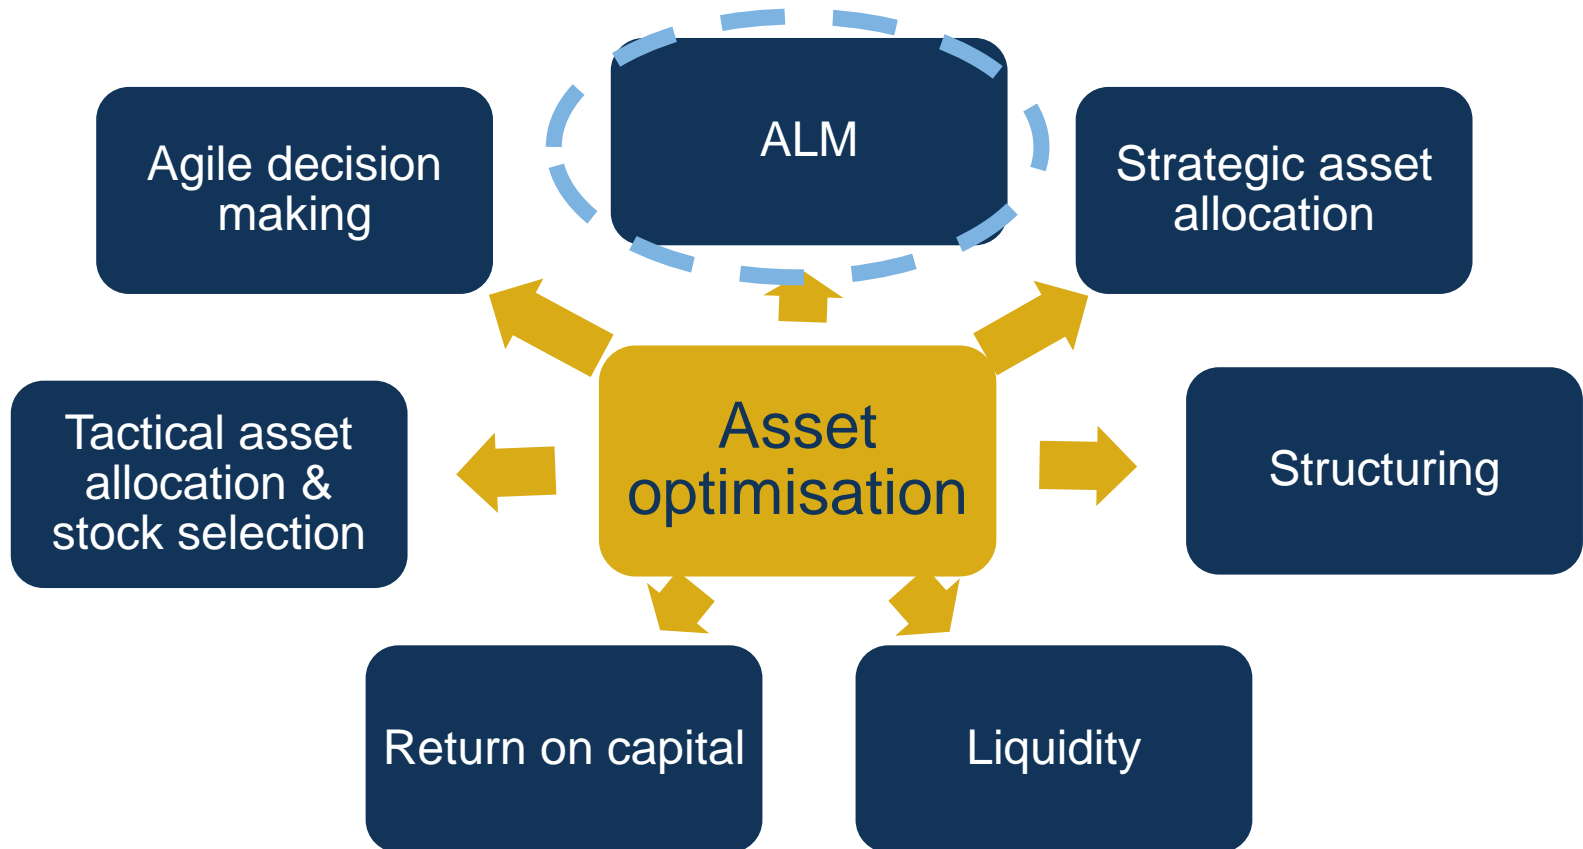 ALM
Agile decision
making
Strategic asset
allocation
Tactical asset
allocation &
stock selection
Asset
optimisation
Structuring
Return on capital
Liquidity